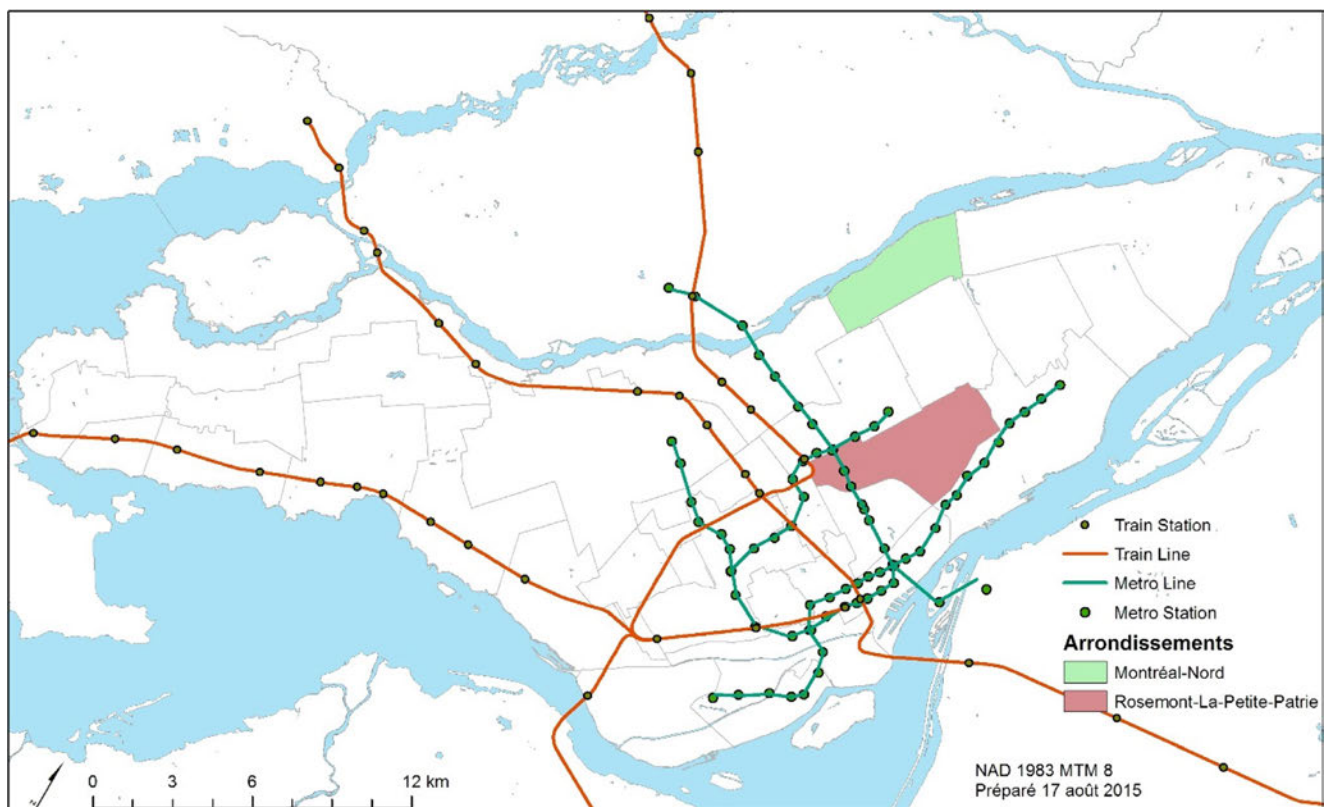 Train Station
Train Line
Metro Line
Metro Station
Arrondissements
Montréal-Nord
Rosemont-La-Petite-Patrie
NAD 1983 MTM 8
Préparé 17 août 2015
0 3 6 12 km